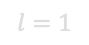 l = 1